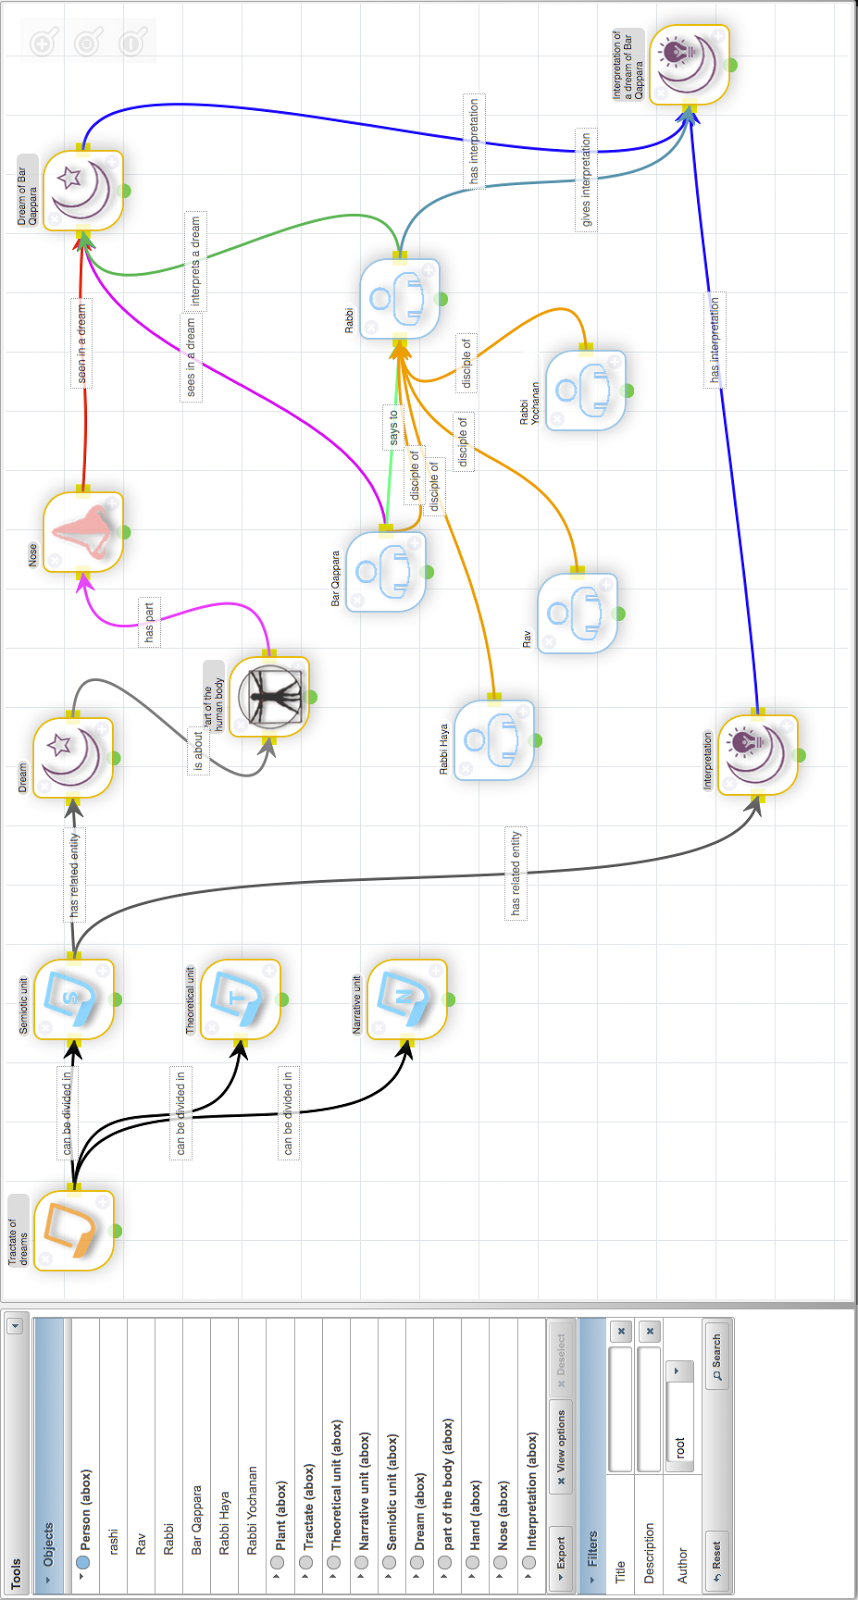 Tools
Objects
Person (abox)
rashi
Rav
Rabbi
Bar Qappara
Rabbi Haya
Rabbi Yochanan
Plant (abox)
Tractate (abox)
Theoretical unit (abox)
Narrative unit (abox)
Semiotic unit (abox)
Dream (abox)
part of the body (abox)
Hand (abox)
Nose (abox)
Interpretation (abox)
Export
View options
Deselect
Filters
Title
Description
Author
root
Reset
Search
Tractate of
dreams
can be divided in
can be divided in
can be divided in
Semiotic unit
S
Theoretical unit
T
Narrative unit
N
has related entity
has related entity
Dream
is about
part of the
human body
has part
Nose
seen in a dream
Dream of Bar
Qappara
sees in a dream
interprets a dream
Bar Qappara
says to
disciple of
disciple of
disciple of
disciple of
Rabbi Haya
Rav
Rabbi
Yochanan
Rabbi
has interpretation
gives interpretation
Interpretation
has interpretation
Interpretation of
a dream of Bar
Qappara